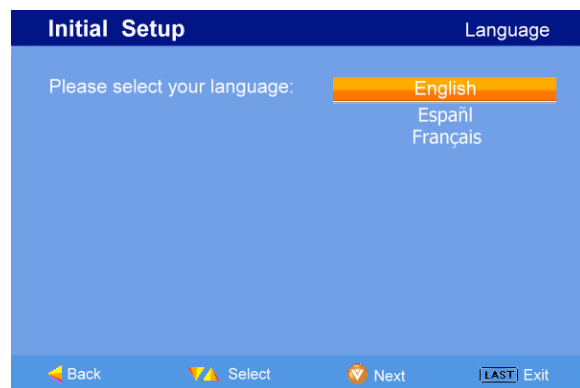 Initial Setup Language
Please select your language: English
Españl
Français
Back Select Next LAST Exit